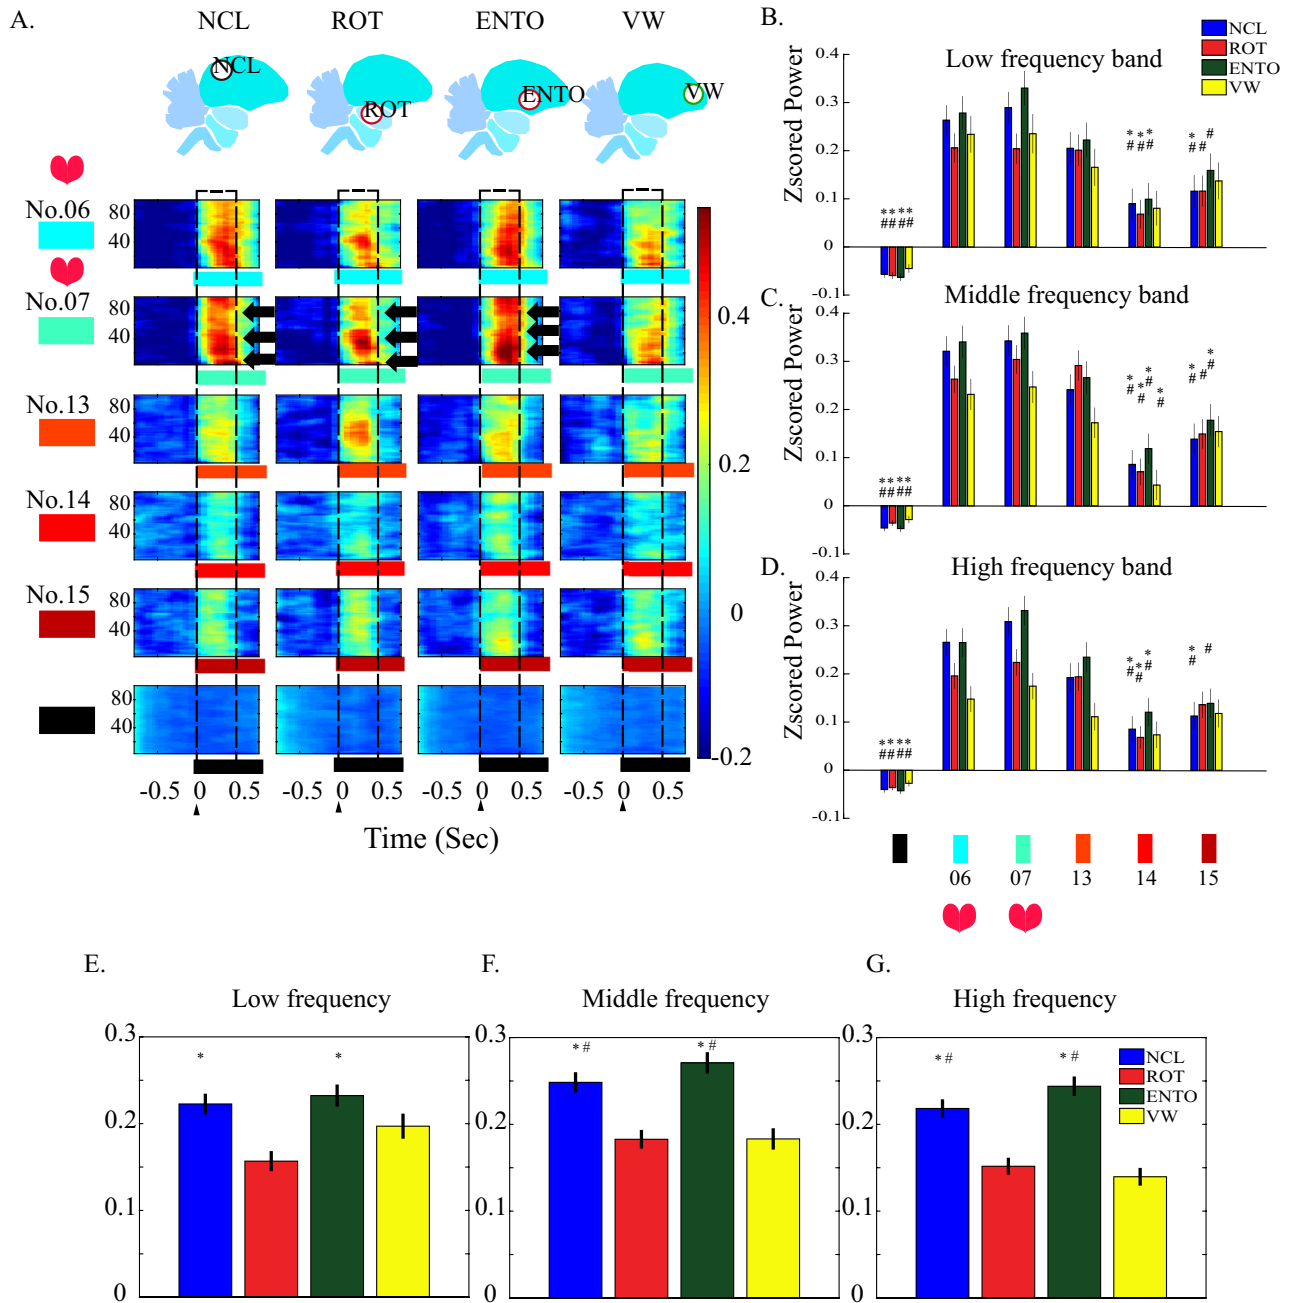 A.
NCL ROT ENTO VW
NCL ROT ENTO VW
No.06
80
40
No.07
80
40
No.13
80
40
No.14
80
40
No.15
80
40
80
40
0.4
0.2
0
-0.2
-0.5 0 0.5 -0.5 0 0.5 -0.5 0 0.5 -0.5 0 0.5
Time (Sec)
B.
Low frequency band
NCL
ROT
ENTO
VW
Zscored Power
0.4
0.3
0.2
0.1
0
-0.1
** **
## ##
* * *
# # #
* * #
# #
C.
Middle frequency band
Zscored Power
0.4
0.3
0.2
0.1
0
-0.1
** **
## ##
* * * *
# # # #
* # *
# #
D.
High frequency band
Zscored Power
0.4
0.3
0.2
0.1
0
-0.1
** **
## ##
* * *
# # #
* #
#
06 07 13 14 15
E.
Low frequency
0.3
0.2
0.1
0
* *
F.
Middle frequency
0.3
0.2
0.1
0
* # * #
G.
High frequency
0.3
0.2
0.1
0
* # * #
NCL
ROT
ENTO
VW